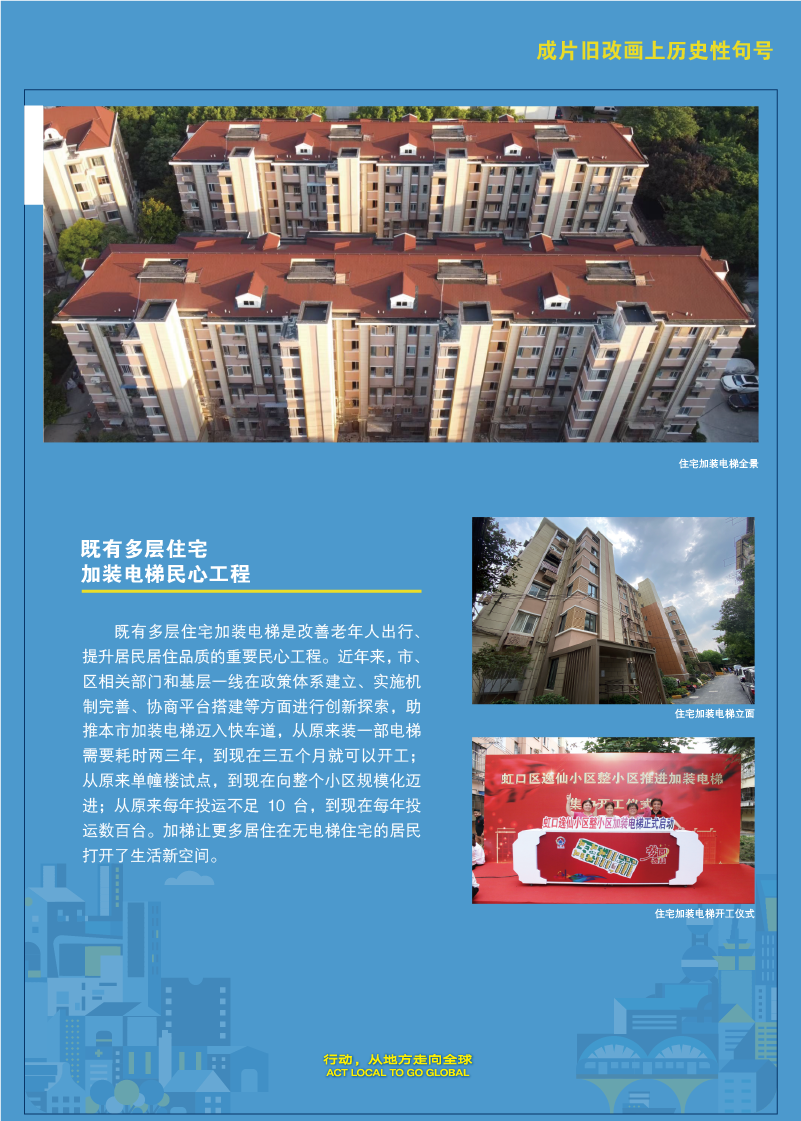 成片旧改画上历史性句号
住宅加装电梯全景
既有多层住宅
加装电梯民心工程
既有多层住宅加装电梯是改善老年人出行、
提升居民居住品质的重要民心工程。近年来，市、
区相关部门和基层一线在政策体系建立、实施机
制完善、协商平台搭建等方面进行创新探索，助
推本市加装电梯迈入快车道，从原来装一部电梯
需要耗时两三年，到现在三五个月就可以开工；
从原来单幢楼试点，到现在向整个小区规模化迈
进；从原来每年投运不足 10 台，到现在每年投
运数百台。加梯让更多居住在无电梯住宅的居民
打开了生活新空间。
住宅加装电梯立面
虹口区逸仙小区整小区推进加装电梯
集中开工仪式
虹口逸仙小区整小区加装电梯正式启动
住宅加装电梯开工仪式
行动，从地方走向全球
ACT LOCAL TO GO GLOBAL